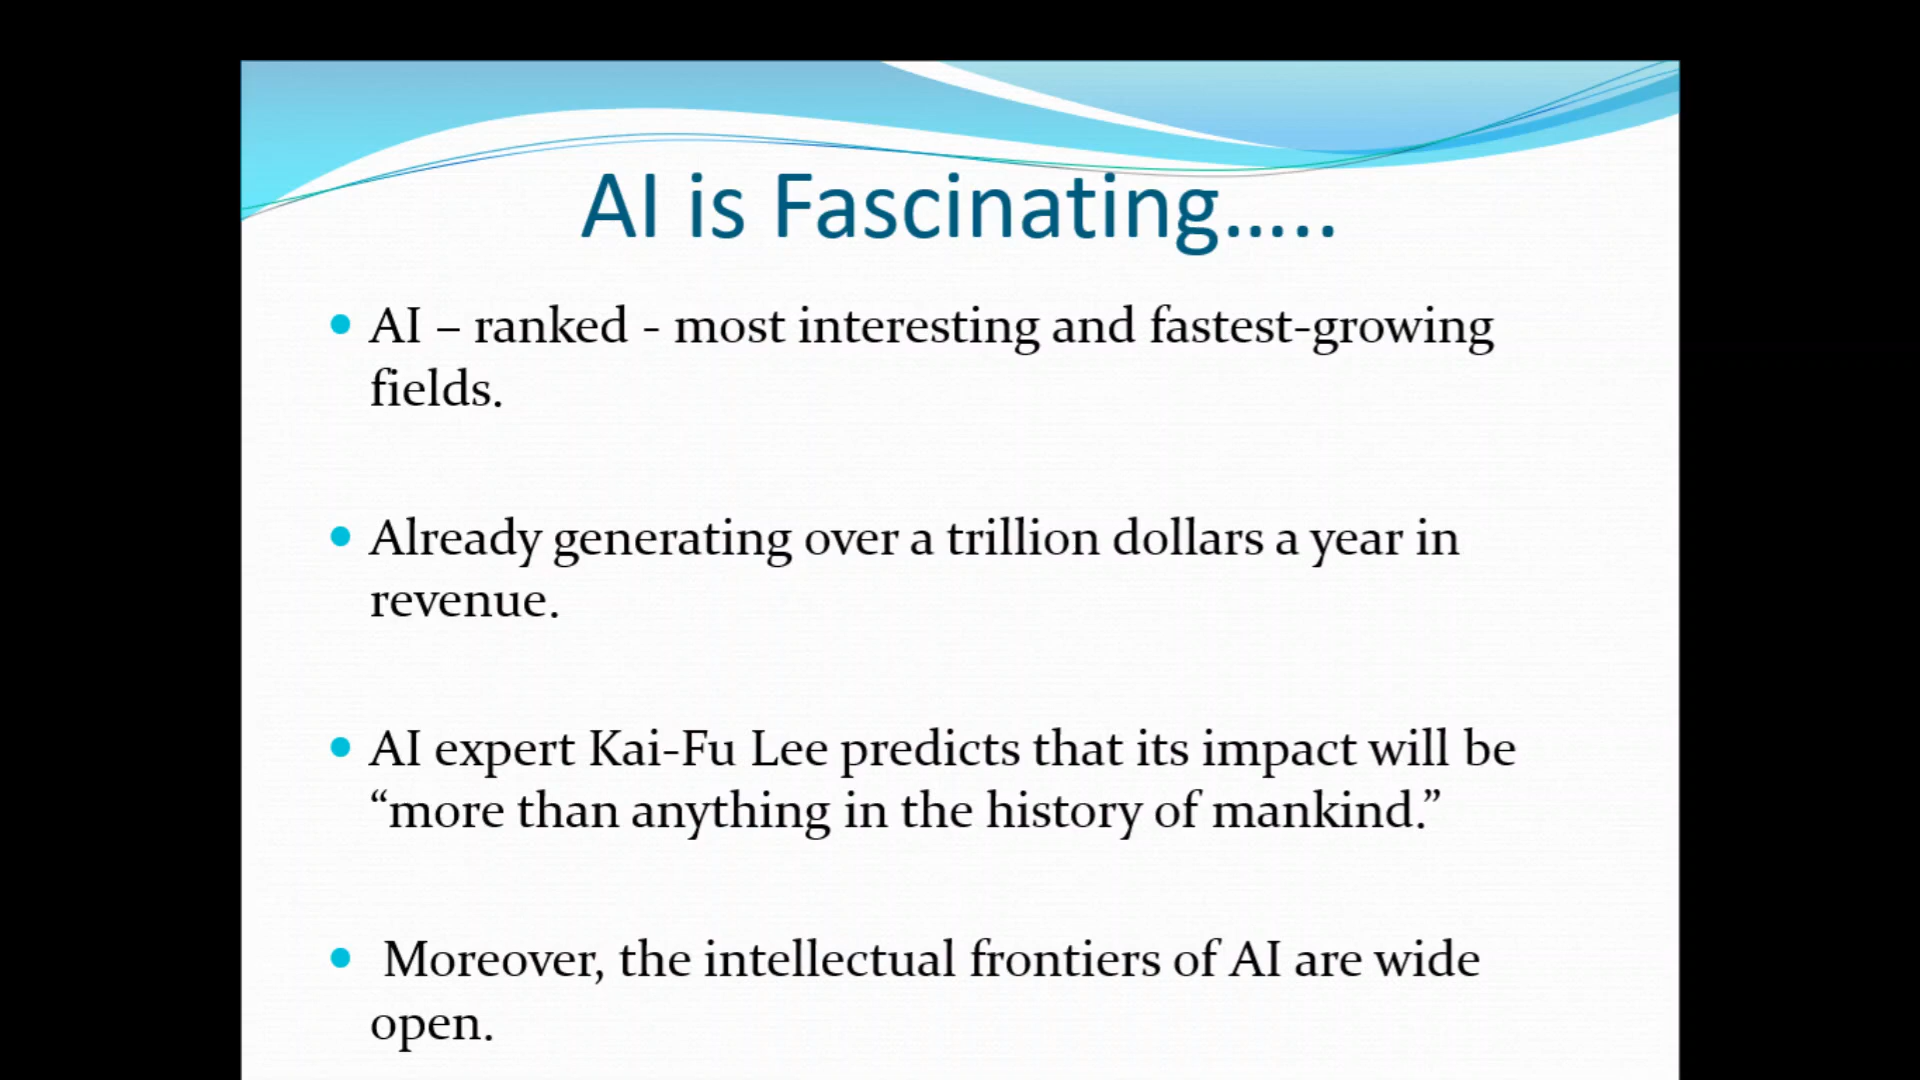 AI is Fascinating.....
• AI – ranked - most interesting and fastest-growing
fields.
• Already generating over a trillion dollars a year in
revenue.
• AI expert Kai-Fu Lee predicts that its impact will be
“more than anything in the history of mankind.”
• Moreover, the intellectual frontiers of AI are wide
open.